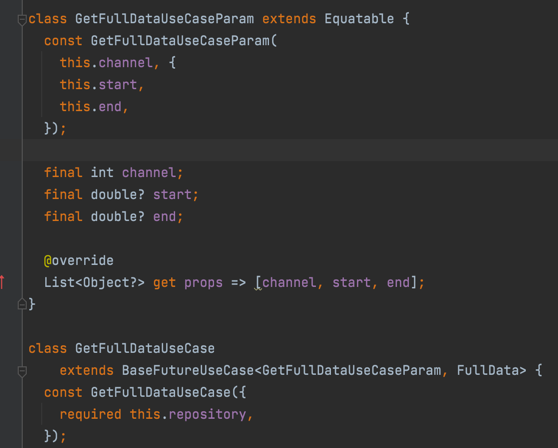 class GetFullDataUseCaseParam extends Equatable {
const GetFullDataUseCaseParam(
this.channel, {
this.start,
this.end,
});
final int channel;
final double? start;
final double? end;
@override
List<Object?> get props => [channel, start, end];
}
class GetFullDataUseCase
extends BaseFutureUseCase<GetFullDataUseCaseParam, FullData> {
const GetFullDataUseCase({
required this.repository,
});